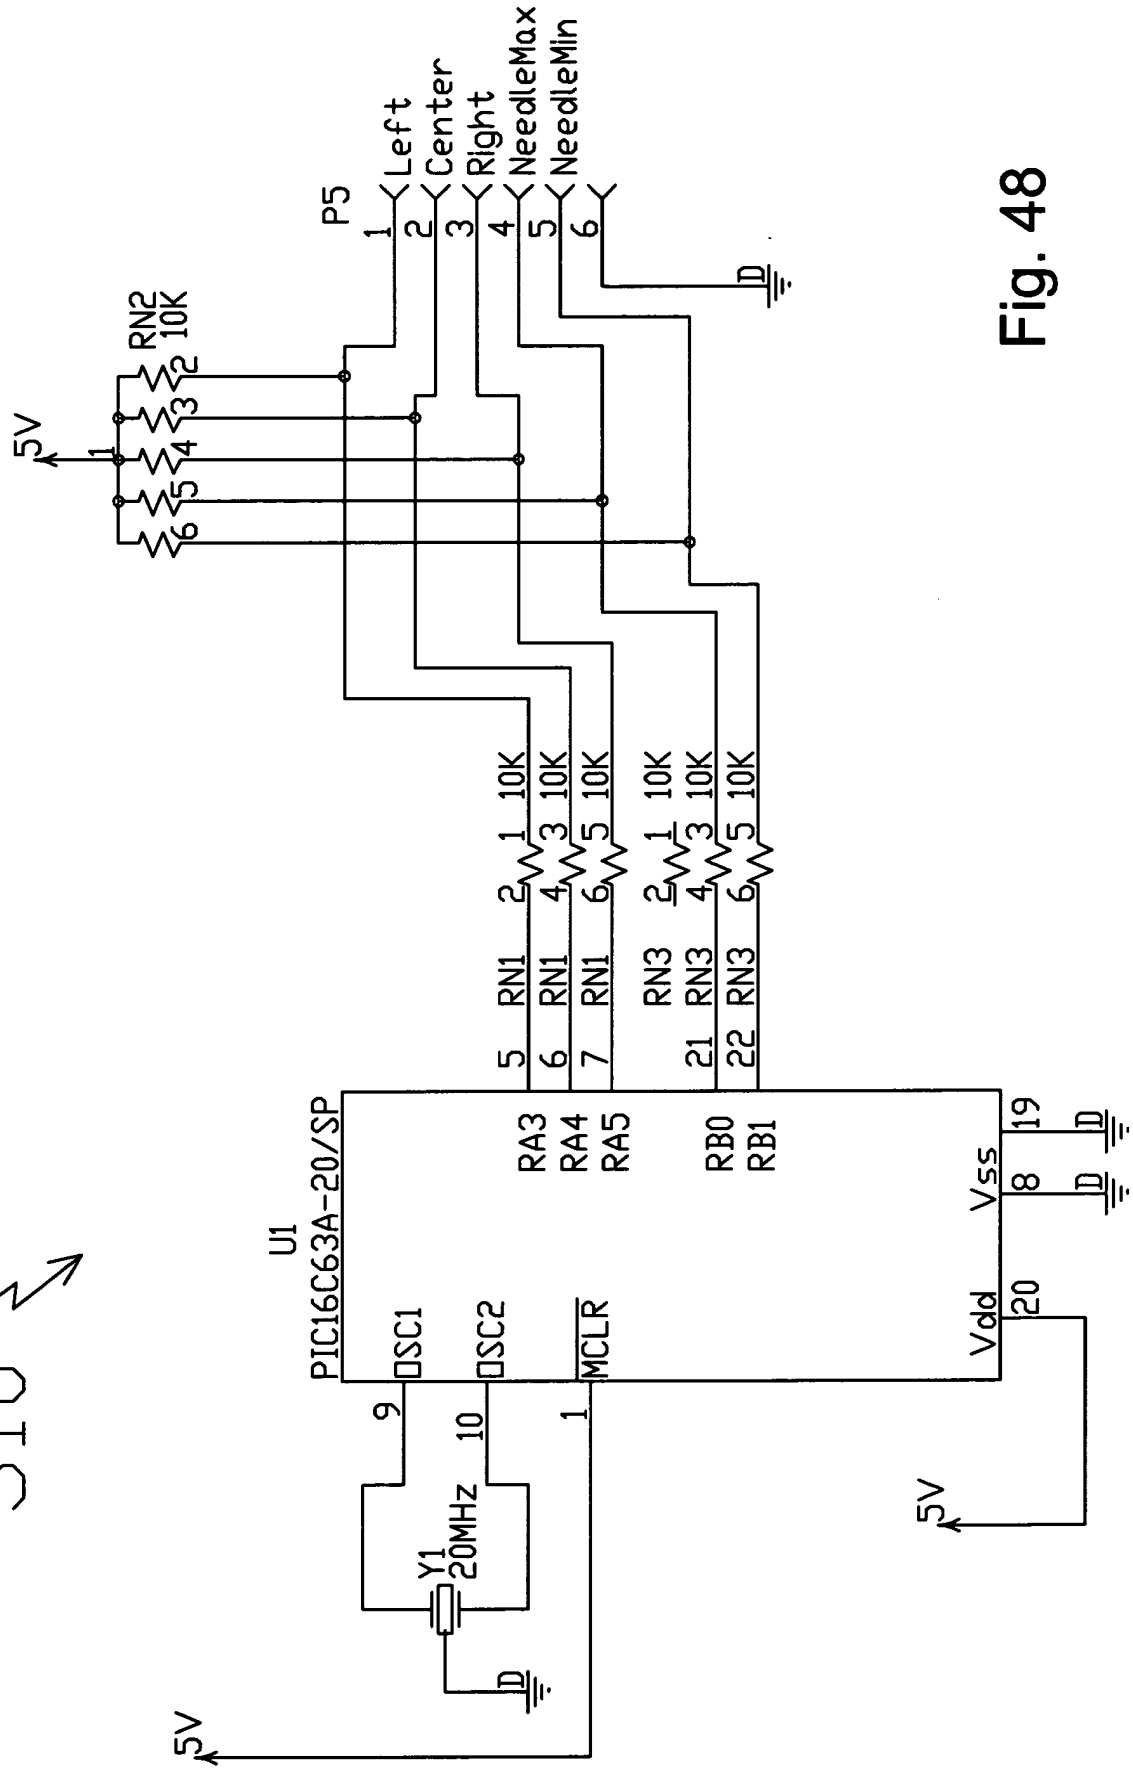 5V
RN2
10K
1
2
3
4
5
6
P5
1 Left
2 Center
3 Right
4 NeedleMax
5 NeedleMin
6
D
U1
PIC16C63A-20/SP
9 OSC1
10 OSC2
1 MCLR
Y1
20MHz
D
5V
RA3 5 RN1 2 1 10K
RA4 6 RN1 4 3 10K
RA5 7 RN1 6 5 10K
RN3 2 1 10K
RB0 21 RN3 4 3 10K
RB1 22 RN3 6 5 10K
Vdd
20
5V
Vss
8
19
D
D
Fig. 48